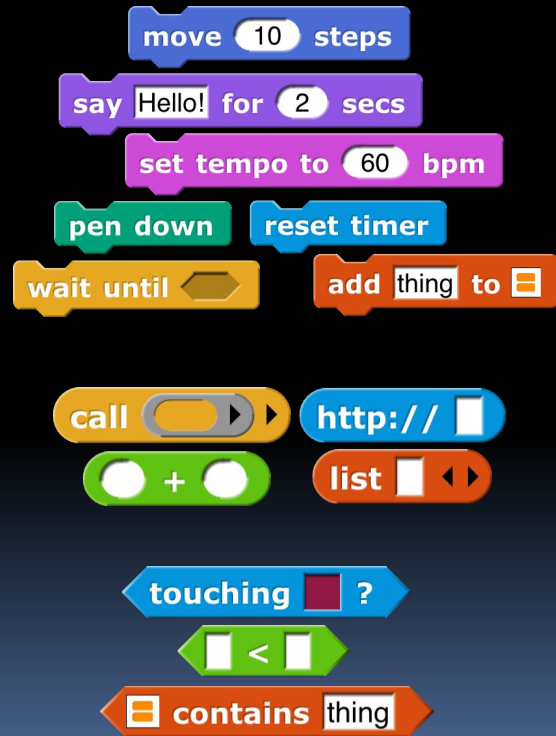 move 10 steps
say Hello! for 2 secs
set tempo to 60 bpm
pen down reset timer
wait until add thing to
call http://
+ list
touching ?
<
contains thing